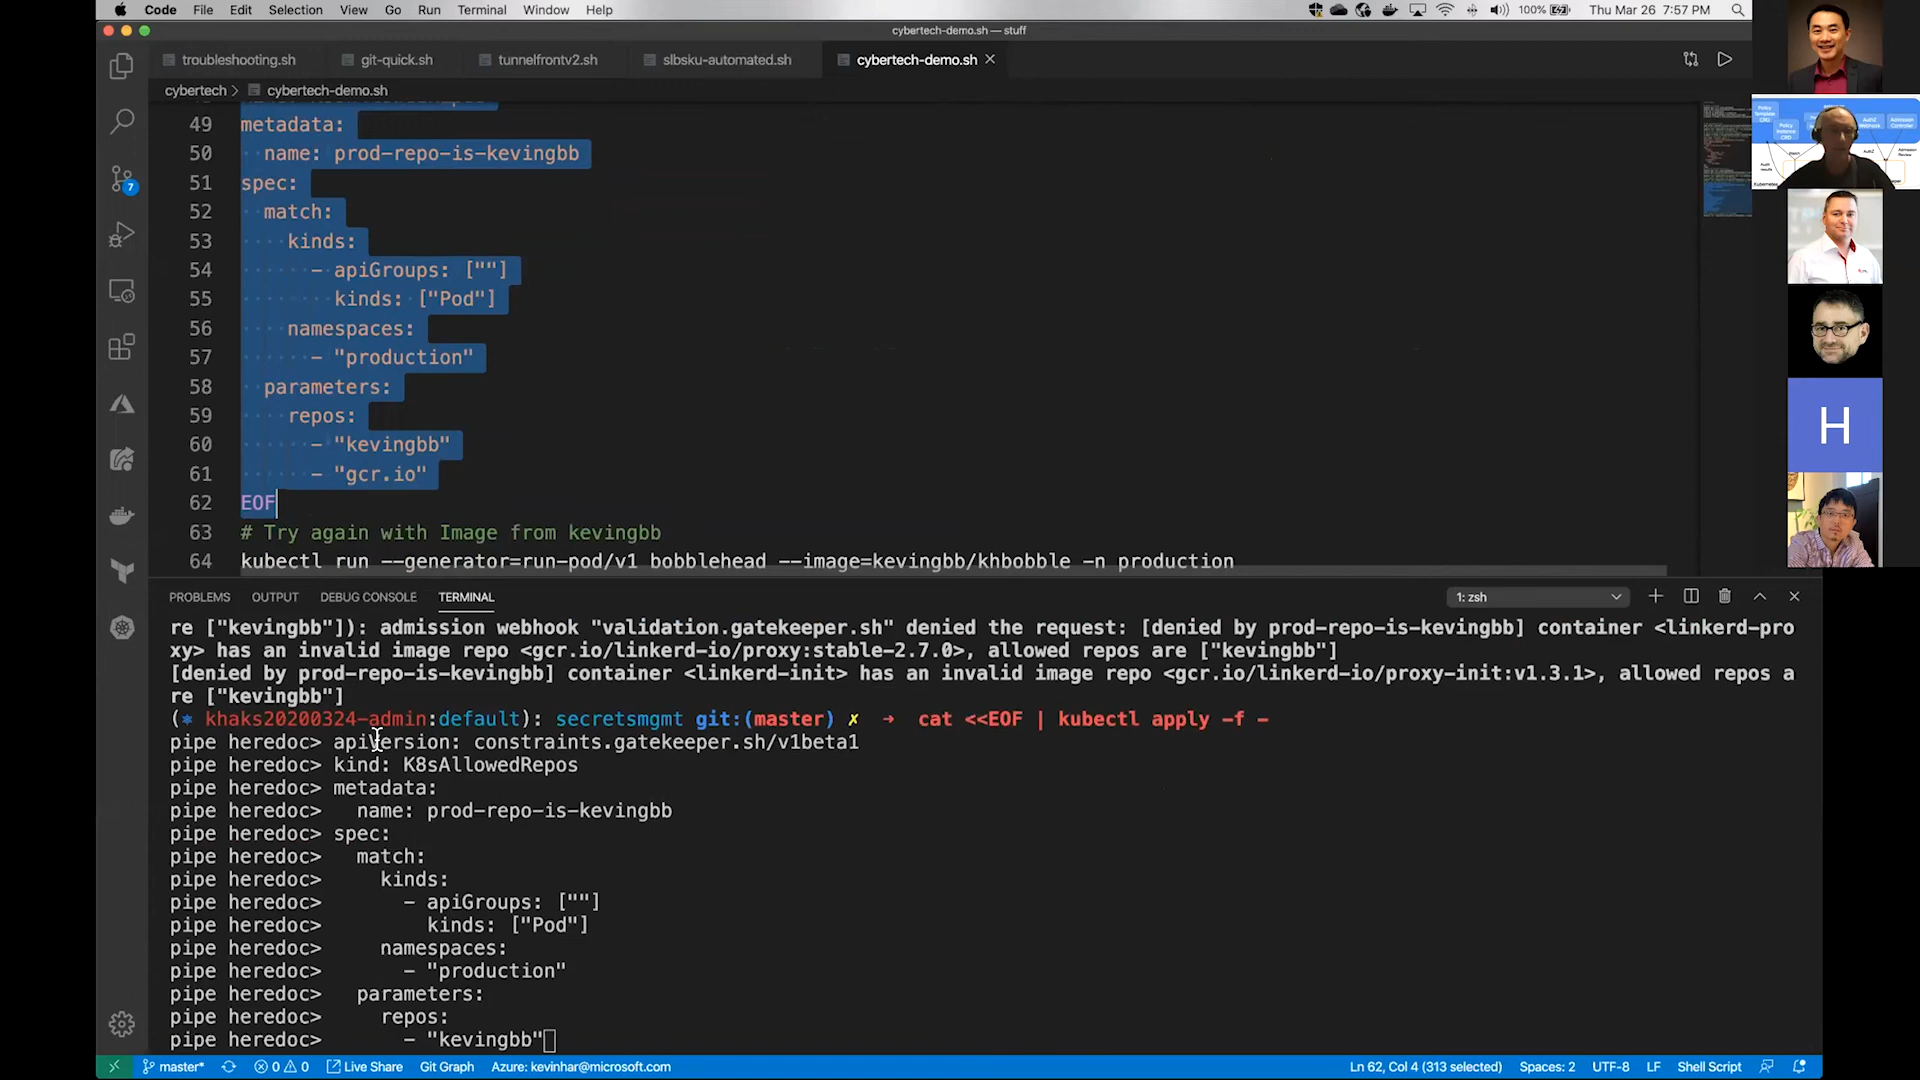 Code File Edit Selection View Go Run Terminal Window Help
100% Thu Mar 26 7:57 PM
cybertech-demo.sh — stuff
troubleshooting.sh git-quick.sh tunnelfrontv2.sh slbsku-automated.sh cybertech-demo.sh
cybertech > cybertech-demo.sh
49 metadata:
50 name: prod-repo-is-kevingbb
51 spec:
52 match:
53 kinds:
54 - apiGroups: [""]
55 kinds: ["Pod"]
56 namespaces:
57 - "production"
58 parameters:
59 repos:
60 - "kevingbb"
61 - "gcr.io"
62 EOF
63 # Try again with Image from kevingbb
64 kubectl run --generator=run-pod/v1 bobblehead --image=kevingbb/khbobble -n production
7
H
PROBLEMS OUTPUT DEBUG CONSOLE TERMINAL 1: zsh
re ["kevingbb"]): admission webhook "validation.gatekeeper.sh" denied the request: [denied by prod-repo-is-kevingbb] container <linkerd-pro
xy> has an invalid image repo <gcr.io/linkerd-io/proxy:stable-2.7.0>, allowed repos are ["kevingbb"]
[denied by prod-repo-is-kevingbb] container <linkerd-init> has an invalid image repo <gcr.io/linkerd-io/proxy-init:v1.3.1>, allowed repos a
re ["kevingbb"]
(* khaks20200324-admin:default): secretsmgmt git:(master) ✗ ➜ cat <<EOF | kubectl apply -f -
pipe heredoc> apiVersion: constraints.gatekeeper.sh/v1beta1
pipe heredoc> kind: K8sAllowedRepos
pipe heredoc> metadata:
pipe heredoc> name: prod-repo-is-kevingbb
pipe heredoc> spec:
pipe heredoc> match:
pipe heredoc> kinds:
pipe heredoc> - apiGroups: [""]
pipe heredoc> kinds: ["Pod"]
pipe heredoc> namespaces:
pipe heredoc> - "production"
pipe heredoc> parameters:
pipe heredoc> repos:
pipe heredoc> - "kevingbb"
master* 0 0 Live Share Git Graph Azure: kevinhar@microsoft.com Ln 62, Col 4 (313 selected) Spaces: 2 UTF-8 LF Shell Script